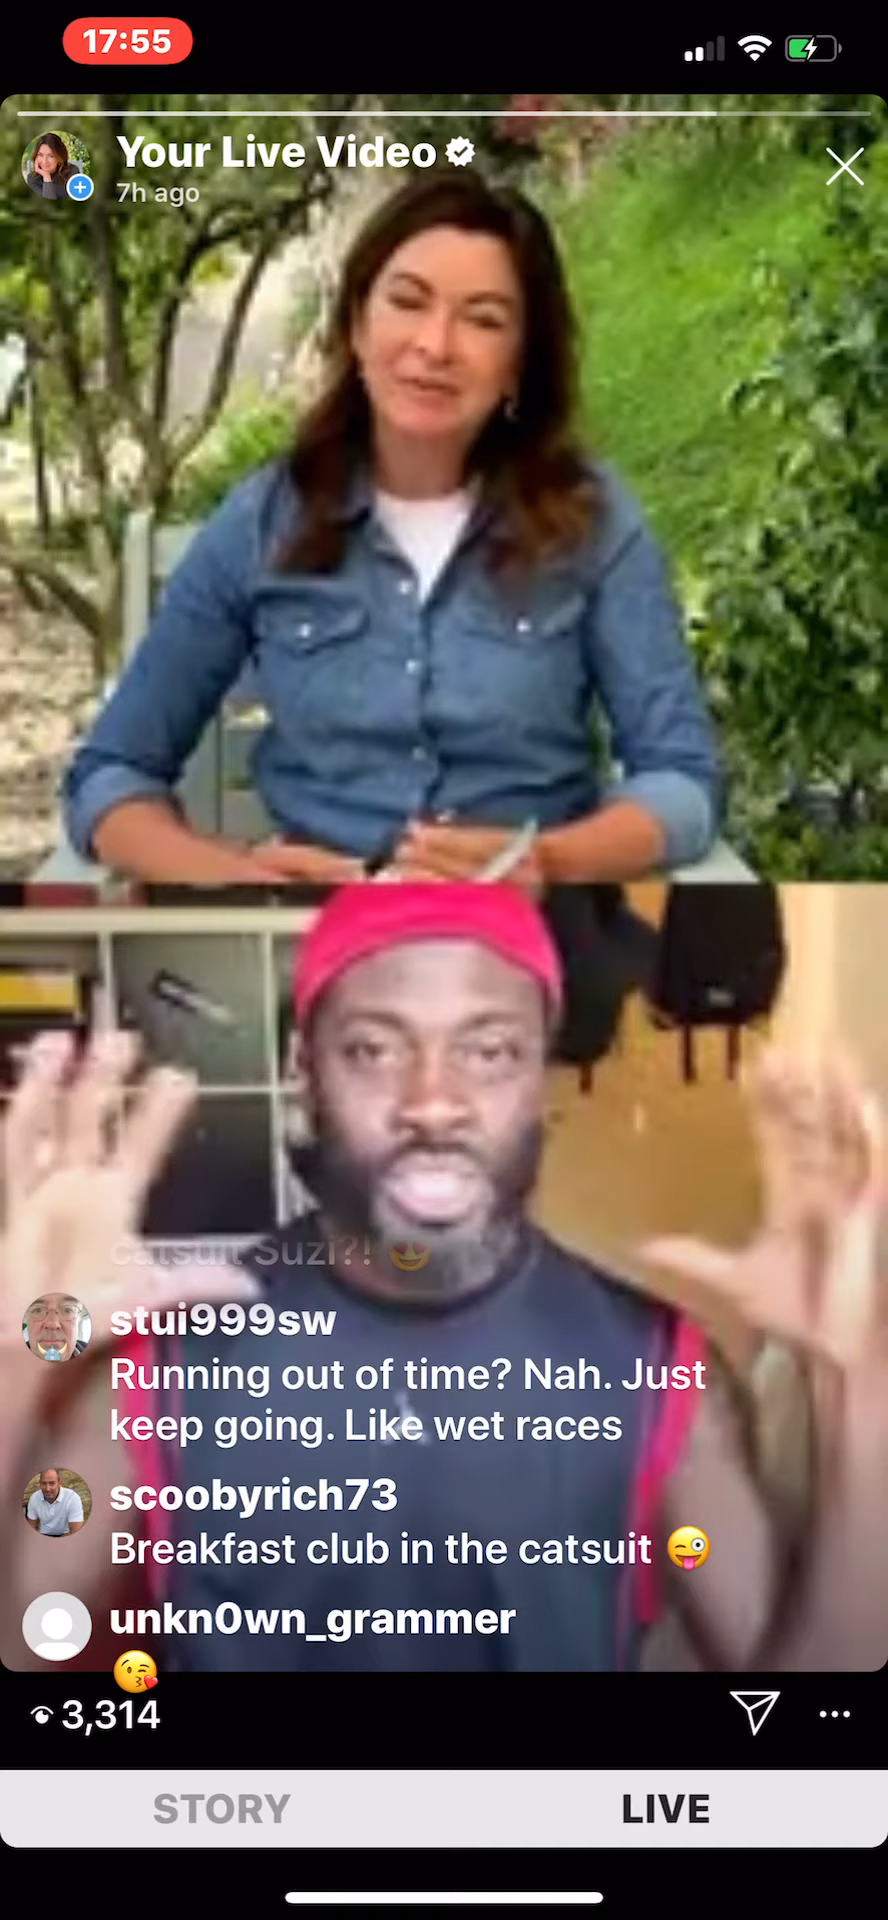 17:55
Your Live Video
7h ago
catsuit Suzi?! 😍
stui999sw
Running out of time? Nah. Just
keep going. Like wet races
scoobyrich73
Breakfast club in the catsuit 😜
unkn0wn_grammer
😘
3,314
STORY
LIVE